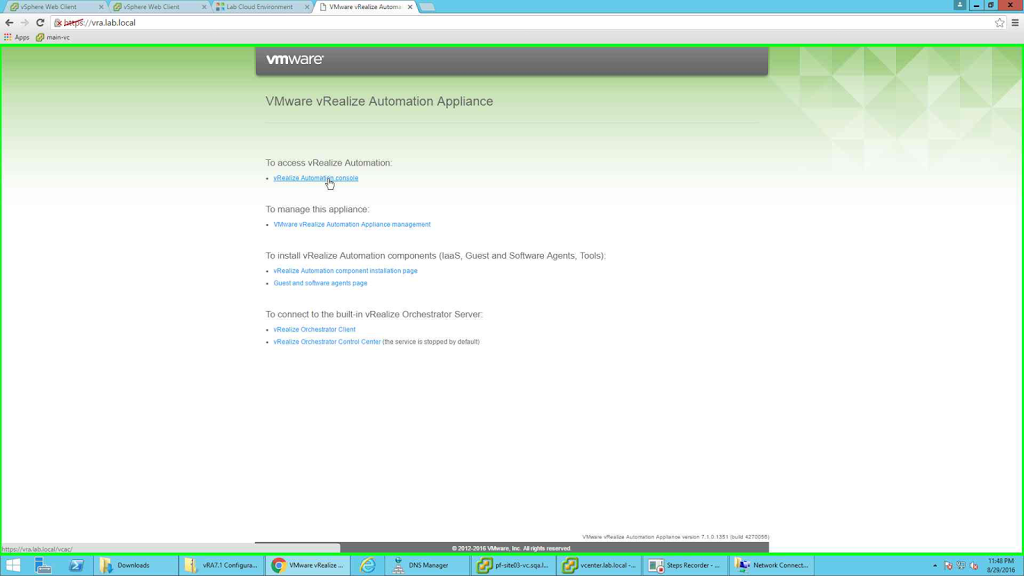 vSphere Web Client
vSphere Web Client
Lab Cloud Environment
VMware vRealize Autom
https://vra.lab.local
Apps
main-vc
vmware
VMware vRealize Automation Appliance
To access vRealize Automation:
vRealize Automation console
To manage this appliance:
VMware vRealize Automation Appliance management
To install vRealize Automation components (IaaS, Guest and Software Agents, Tools):
vRealize Automation component installation page
Guest and software agents page
To connect to the built-in vRealize Orchestrator Server:
vRealize Orchestrator Client
vRealize Orchestrator Control Center (the service is stopped by default)
VMware vRealize Automation Appliance version 7.1.0.1351 (build 4270058)
https://vra.lab.local/vcac/
© 2012-2016 VMware, Inc. All rights reserved.
Downloads
vRA7.1 Configura...
VMware vRealize ...
DNS Manager
pf-site03-vc.sqa.l...
vcenter.lab.local -...
Steps Recorder - ...
Network Connect...
11:48 PM
8/29/2016